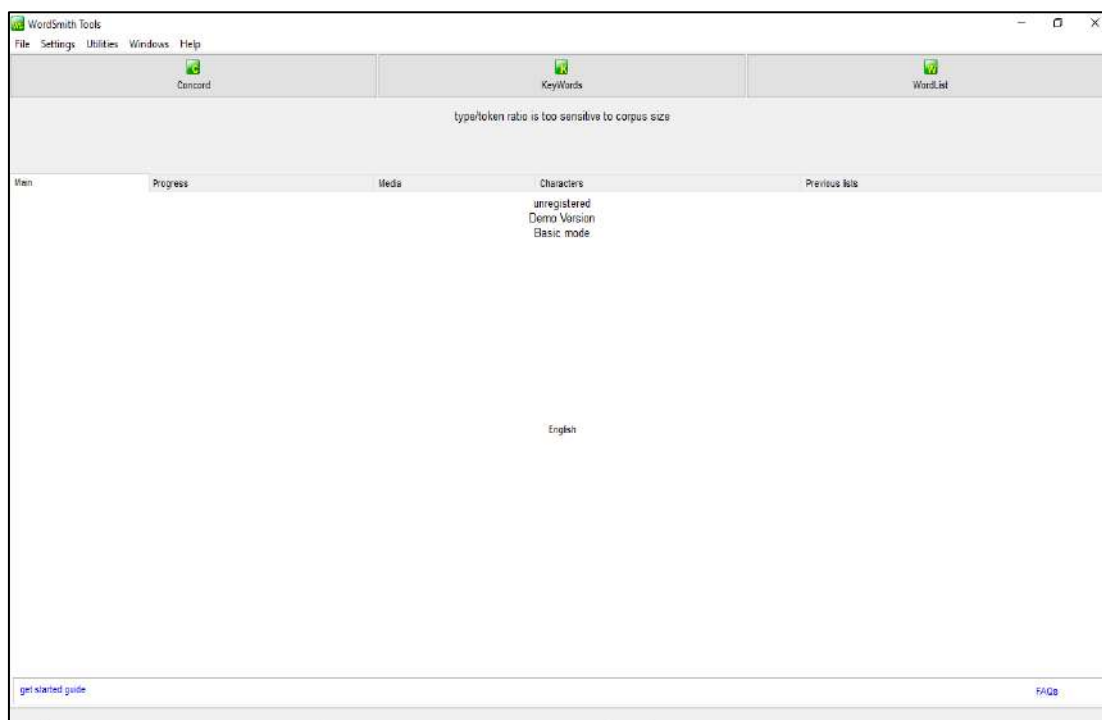 WordSmith Tools
File Settings Utilities Windows Help
Concord KeyWords WordList
type/token ratio is too sensitive to corpus size
Main Progress Media Characters Previous lists
unregistered
Demo Version
Basic mode
English
get started guide FAQs